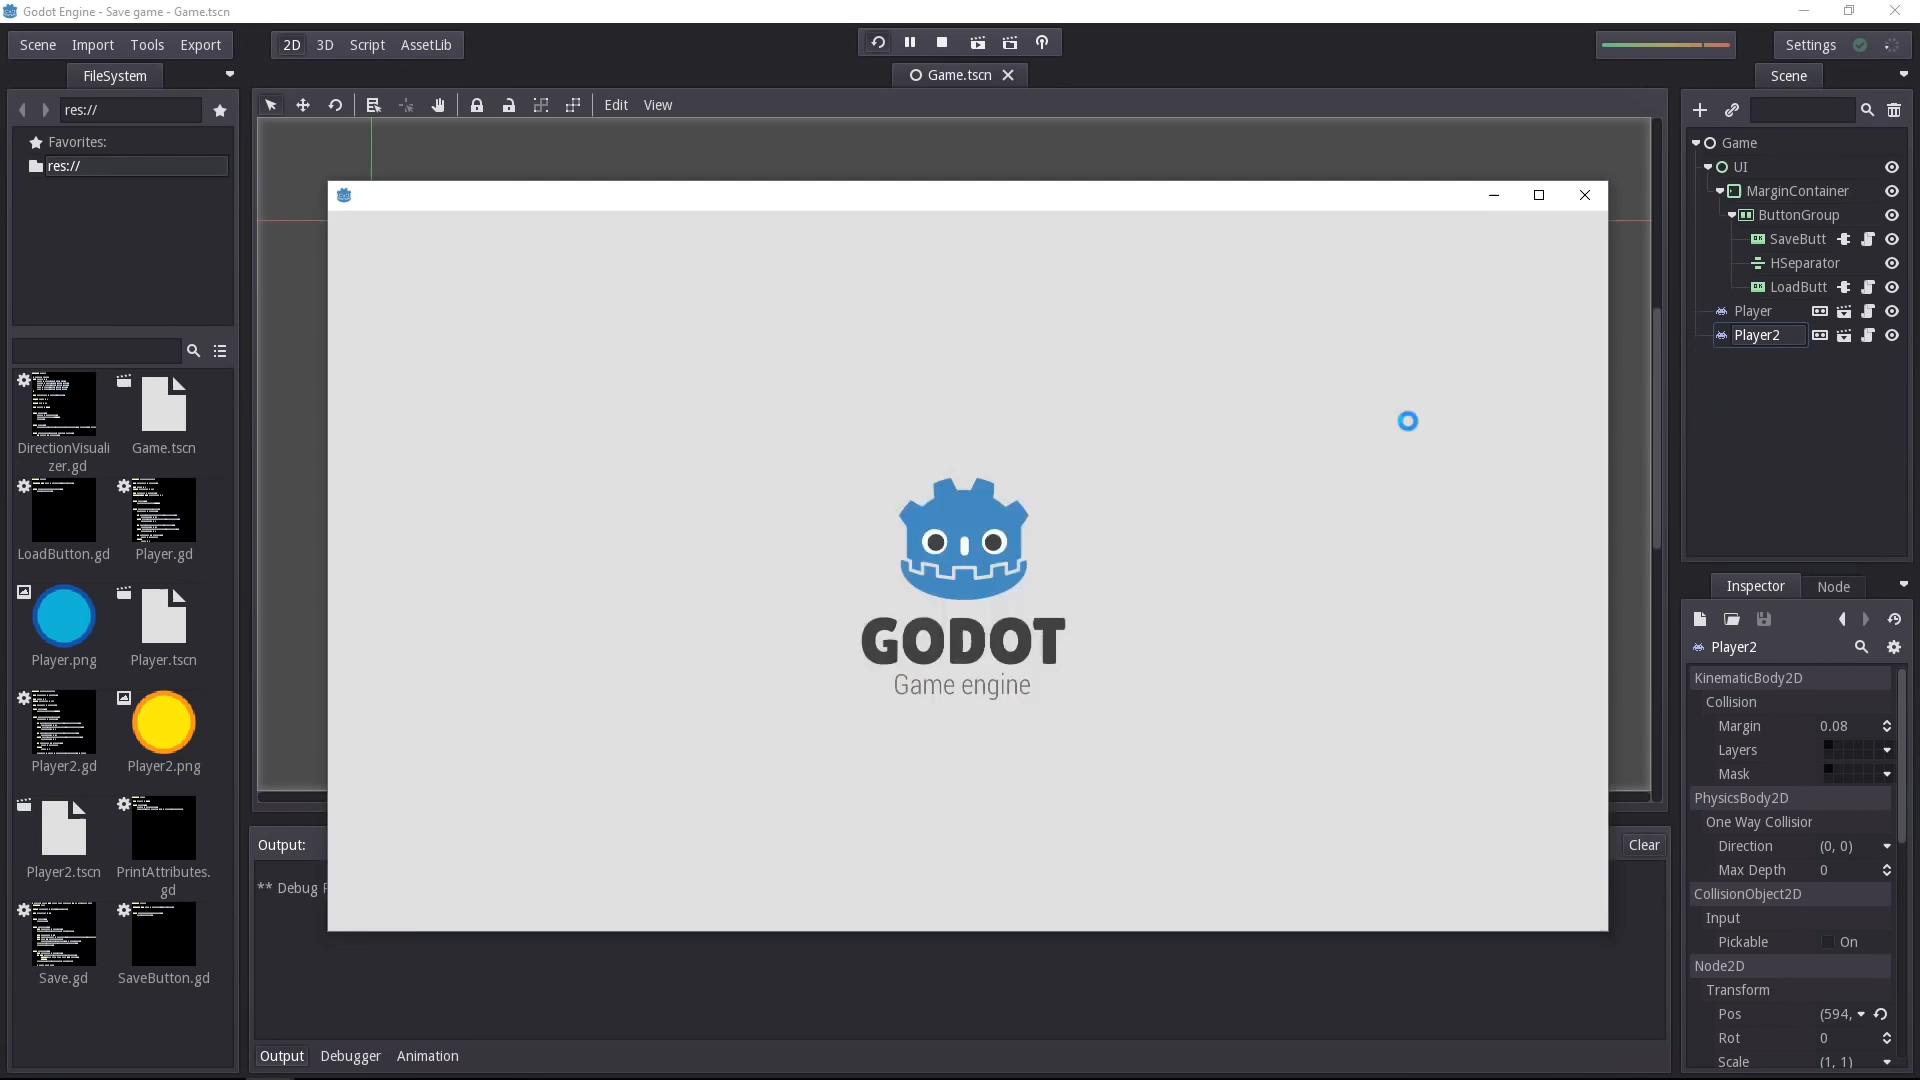 Godot Engine - Save game - Game.tscn
Scene Import Tools Export
2D 3D Script AssetLib
Settings
FileSystem
Game.tscn
Scene
res://
Edit View
Favorites:
res://
Game
UI
MarginContainer
ButtonGroup
SaveButt
HSeparator
LoadButt
Player
Player2
DirectionVisuali
zer.gd
Game.tscn
LoadButton.gd
Player.gd
Player.png
Player.tscn
Player2.gd
Player2.png
Player2.tscn
PrintAttributes.
gd
Save.gd
SaveButton.gd
GODOT
Game engine
Output:
Clear
** Debug
Output Debugger Animation
Inspector Node
Player2
KinematicBody2D
Collision
Margin 0.08
Layers
Mask
PhysicsBody2D
One Way Collision
Direction (0, 0)
Max Depth 0
CollisionObject2D
Input
Pickable On
Node2D
Transform
Pos (594,
Rot 0
Scale (1, 1)